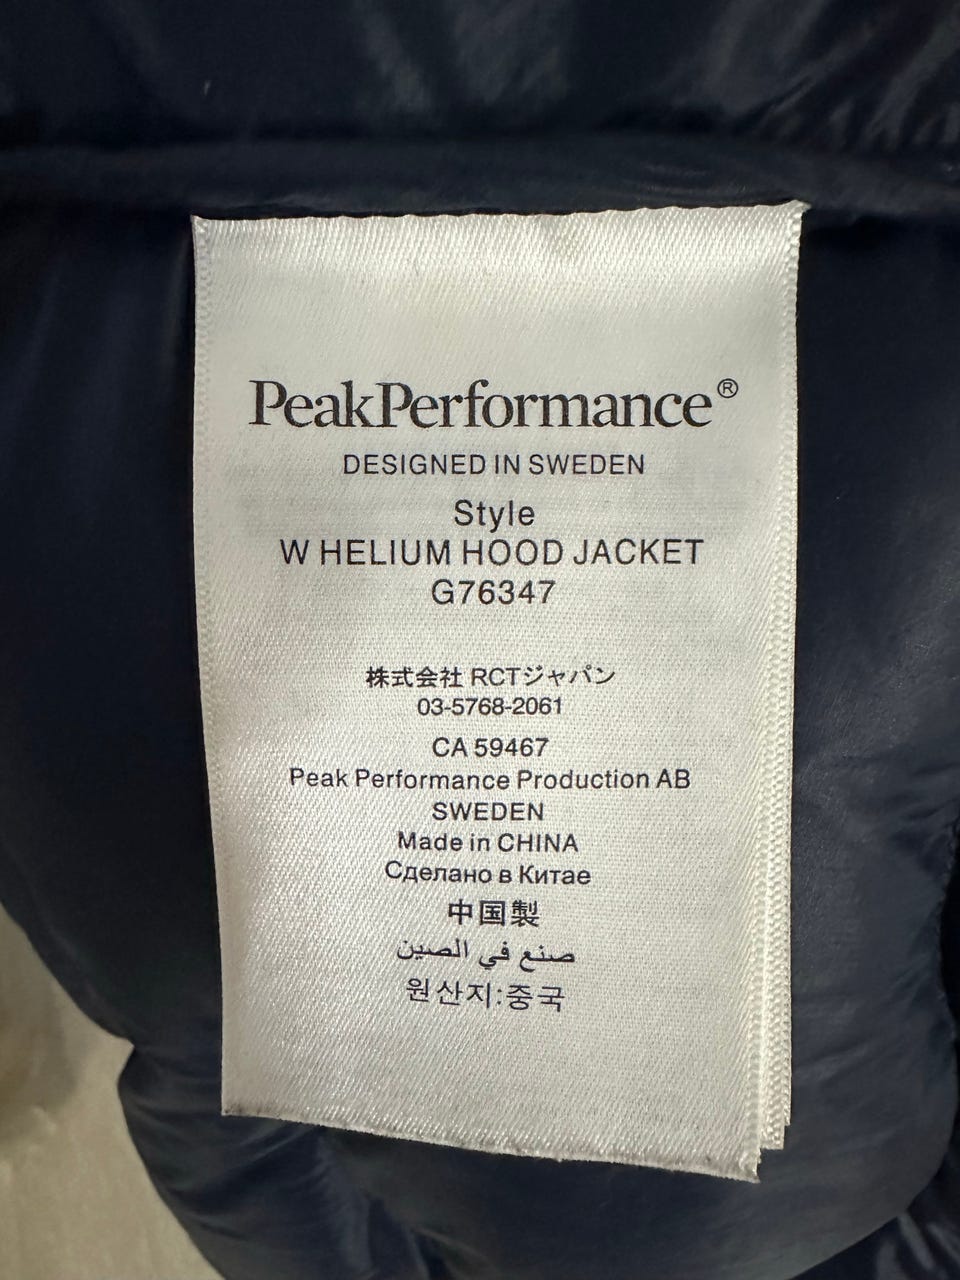 PeakPerformance®
DESIGNED IN SWEDEN
Style
W HELIUM HOOD JACKET
G76347
株式会社 RCTジャパン
03-5768-2061
CA 59467
Peak Performance Production AB
SWEDEN
Made in CHINA
Сделано в Китае
中国製
صنع في الصين
원산지:중국